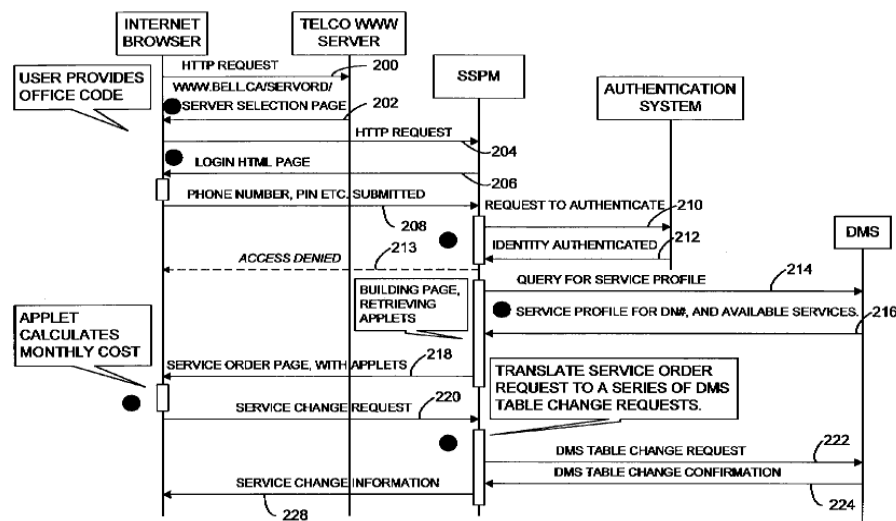 INTERNET
BROWSER
TELCO WWW
SERVER
HTTP REQUEST
200
SSPM
USER PROVIDES
OFFICE CODE
WWW.BELL.CA/SERVORD/
SERVER SELECTION PAGE
202
AUTHENTICATION
SYSTEM
HTTP REQUEST
204
LOGIN HTML PAGE
206
PHONE NUMBER, PIN ETC. SUBMITTED
208
REQUEST TO AUTHENTICATE
210
DMS
IDENTITY AUTHENTICATED
212
ACCESS DENIED
213
QUERY FOR SERVICE PROFILE
214
BUILDING PAGE,
RETRIEVING
APPLETS
SERVICE PROFILE FOR DN#, AND AVAILABLE SERVICES.
216
APPLET
CALCULATES
MONTHLY COST
SERVICE ORDER PAGE, WITH APPLETS
218
TRANSLATE SERVICE ORDER
REQUEST TO A SERIES OF DMS
TABLE CHANGE REQUESTS.
SERVICE CHANGE REQUEST
220
DMS TABLE CHANGE REQUEST
222
DMS TABLE CHANGE CONFIRMATION
224
SERVICE CHANGE INFORMATION
228